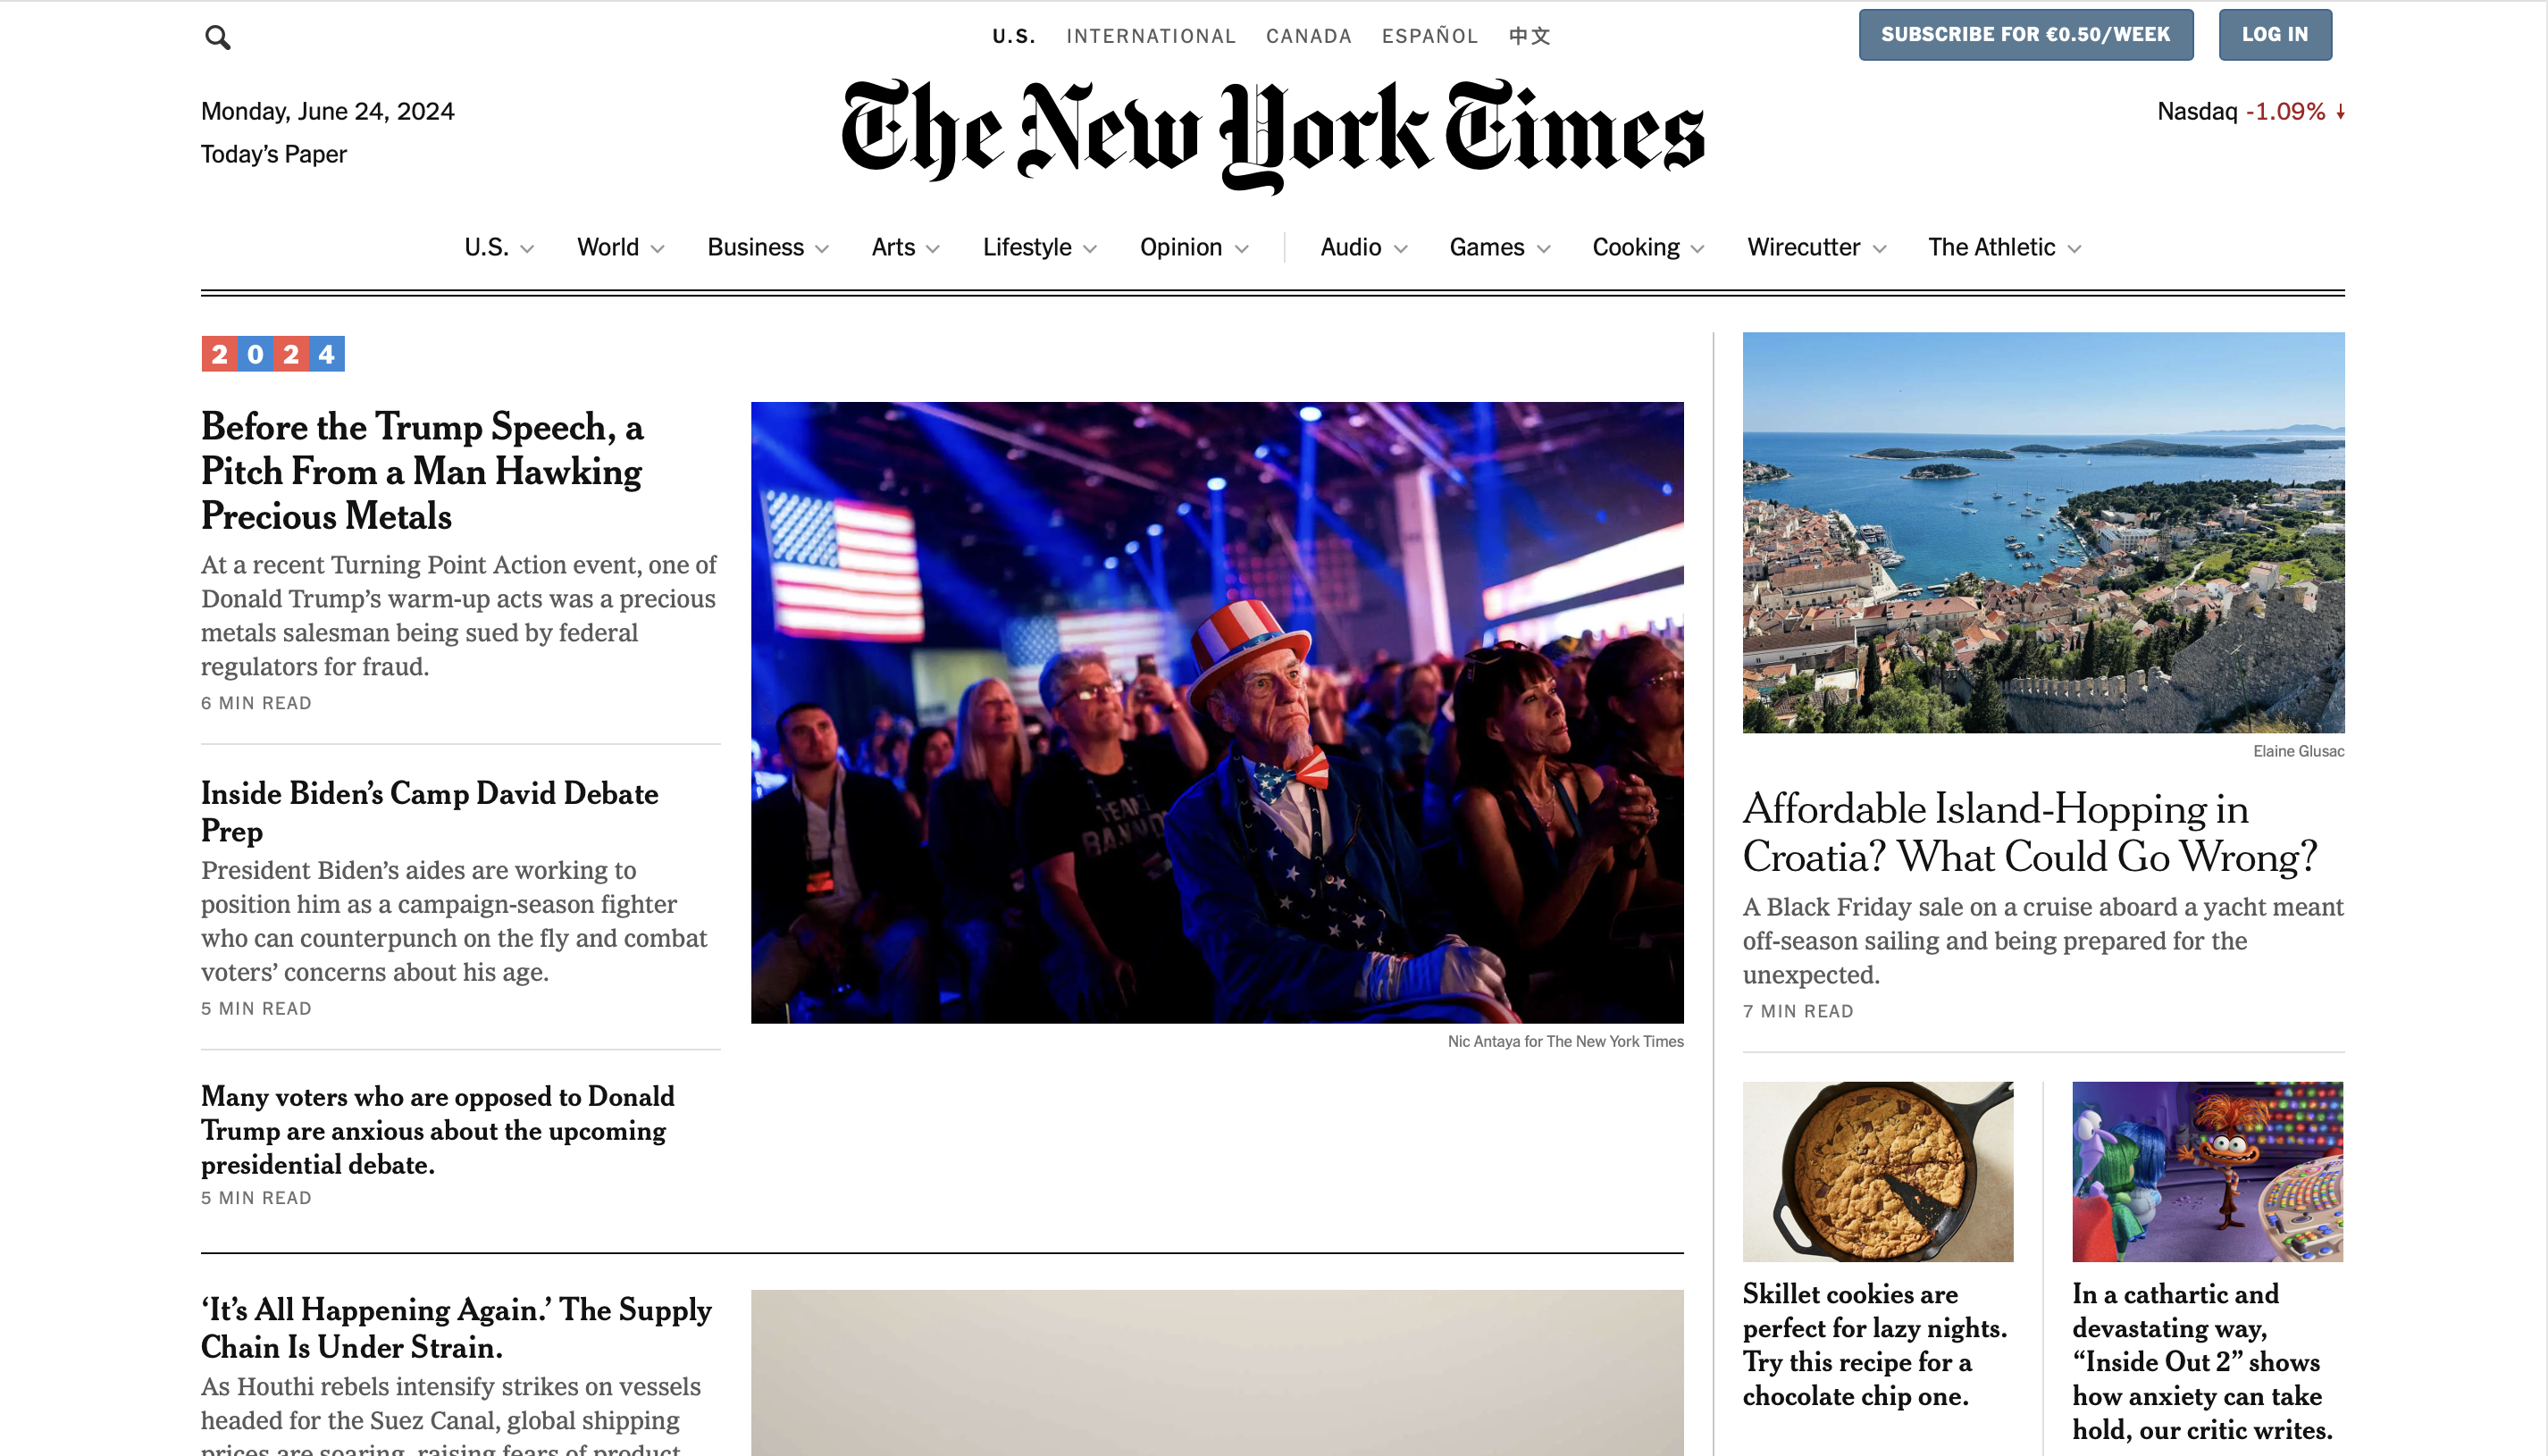 U.S. INTERNATIONAL CANADA ESPAÑOL 中文
SUBSCRIBE FOR €0.50/WEEK
LOG IN
Monday, June 24, 2024
Today’s Paper
The New York Times
Nasdaq -1.09% ↓
U.S. World Business Arts Lifestyle Opinion Audio Games Cooking Wirecutter The Athletic
2024
Before the Trump Speech, a
Pitch From a Man Hawking
Precious Metals
At a recent Turning Point Action event, one of
Donald Trump’s warm-up acts was a precious
metals salesman being sued by federal
regulators for fraud.
6 MIN READ
Inside Biden’s Camp David Debate
Prep
President Biden’s aides are working to
position him as a campaign-season fighter
who can counterpunch on the fly and combat
voters’ concerns about his age.
5 MIN READ
Many voters who are opposed to Donald
Trump are anxious about the upcoming
presidential debate.
5 MIN READ
TEAM
Nic Antaya for The New York Times
‘It’s All Happening Again.’ The Supply
Chain Is Under Strain.
As Houthi rebels intensify strikes on vessels
headed for the Suez Canal, global shipping
prices are soaring, raising fears of product
Elaine Glusac
Affordable Island-Hopping in
Croatia? What Could Go Wrong?
A Black Friday sale on a cruise aboard a yacht meant
off-season sailing and being prepared for the
unexpected.
7 MIN READ
Skillet cookies are
perfect for lazy nights.
Try this recipe for a
chocolate chip one.
In a cathartic and
devastating way,
“Inside Out 2” shows
how anxiety can take
hold, our critic writes.